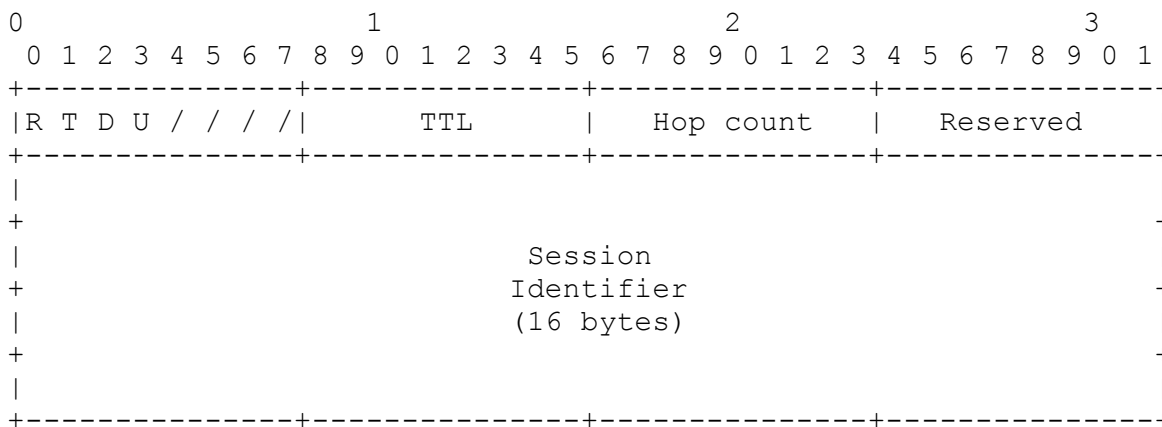 0                   1                   2                   3
0 1 2 3 4 5 6 7 8 9 0 1 2 3 4 5 6 7 8 9 0 1 2 3 4 5 6 7 8 9 0 1
+---------------+---------------+---------------+---------------
|R T D U / / / /|      TTL      |   Hop count   |   Reserved
+---------------+---------------+---------------+---------------
|
+                                                               -
|                            Session
+                           Identifier                          -
|                           (16 bytes)
+                                                               -
|
+---------------+---------------+---------------+---------------